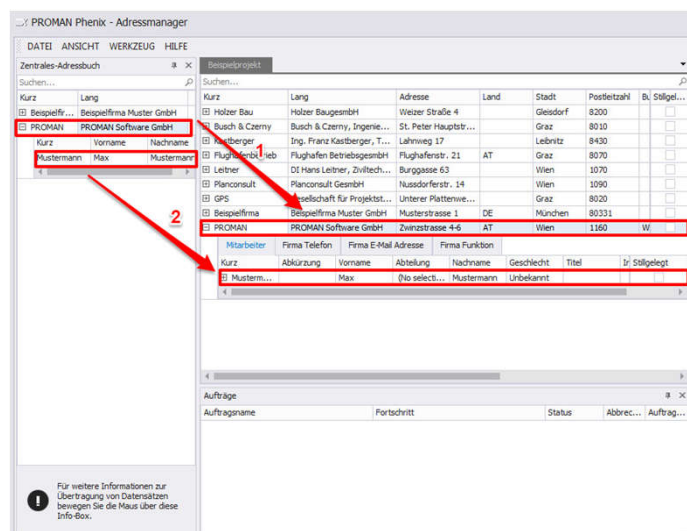 PROMAN Phenix - Adressmanager
DATEI ANSICHT WERKZEUG HILFE
Zentrales-Adressbuch
Suchen...
Kurz Lang
Beispielfir... Beispielfirma Muster GmbH
PROMAN PROMAN Software GmbH
Kurz Vorname Nachname
Mustermann Max Mustermann
1
2
Beispielprojekt
Suchen...
Kurz Lang Adresse Land Stadt Postleitzahl Bu Stillgel...
Holzer Bau Holzer BaugesmbH Weizer Straße 4 Gleisdorf 8200
Busch & Czerny Busch & Czerny, Ingenie... St. Peter Hauptstr... Graz 8010
Kastberger Ing. Franz Kastberger, T... Lahnweg 17 Leibnitz 8430
Flughafenbetrieb Flughafen BetriebsgesmbH Flughafenstr. 21 AT Graz 8070
Leitner DI Hans Leitner, Ziviltech... Burggasse 63 Wien 1070
Planconsult Planconsult GesmbH Nussdorferstr. 14 Wien 1090
GPS Gesellschaft für Projektst... Unterer Plattenwe... Graz 8020
Beispielfirma Beispielfirma Muster GmbH Musterstrasse 1 DE München 80331
PROMAN PROMAN Software GmbH Zwinzstrasse 4-6 AT Wien 1160 W
Mitarbeiter Firma Telefon Firma E-Mail Adresse Firma Funktion
Kurz Abkürzung Vorname Abteilung Nachname Geschlecht Titel Ir Stillgelegt
Musterm... Max (No selecti... Mustermann Unbekannt
Aufträge
Auftragsname Fortschritt Status Abbrec... Auftrag...
Für weitere Informationen zur
Übertragung von Datensätzen
bewegen Sie die Maus über diese
Info-Box.